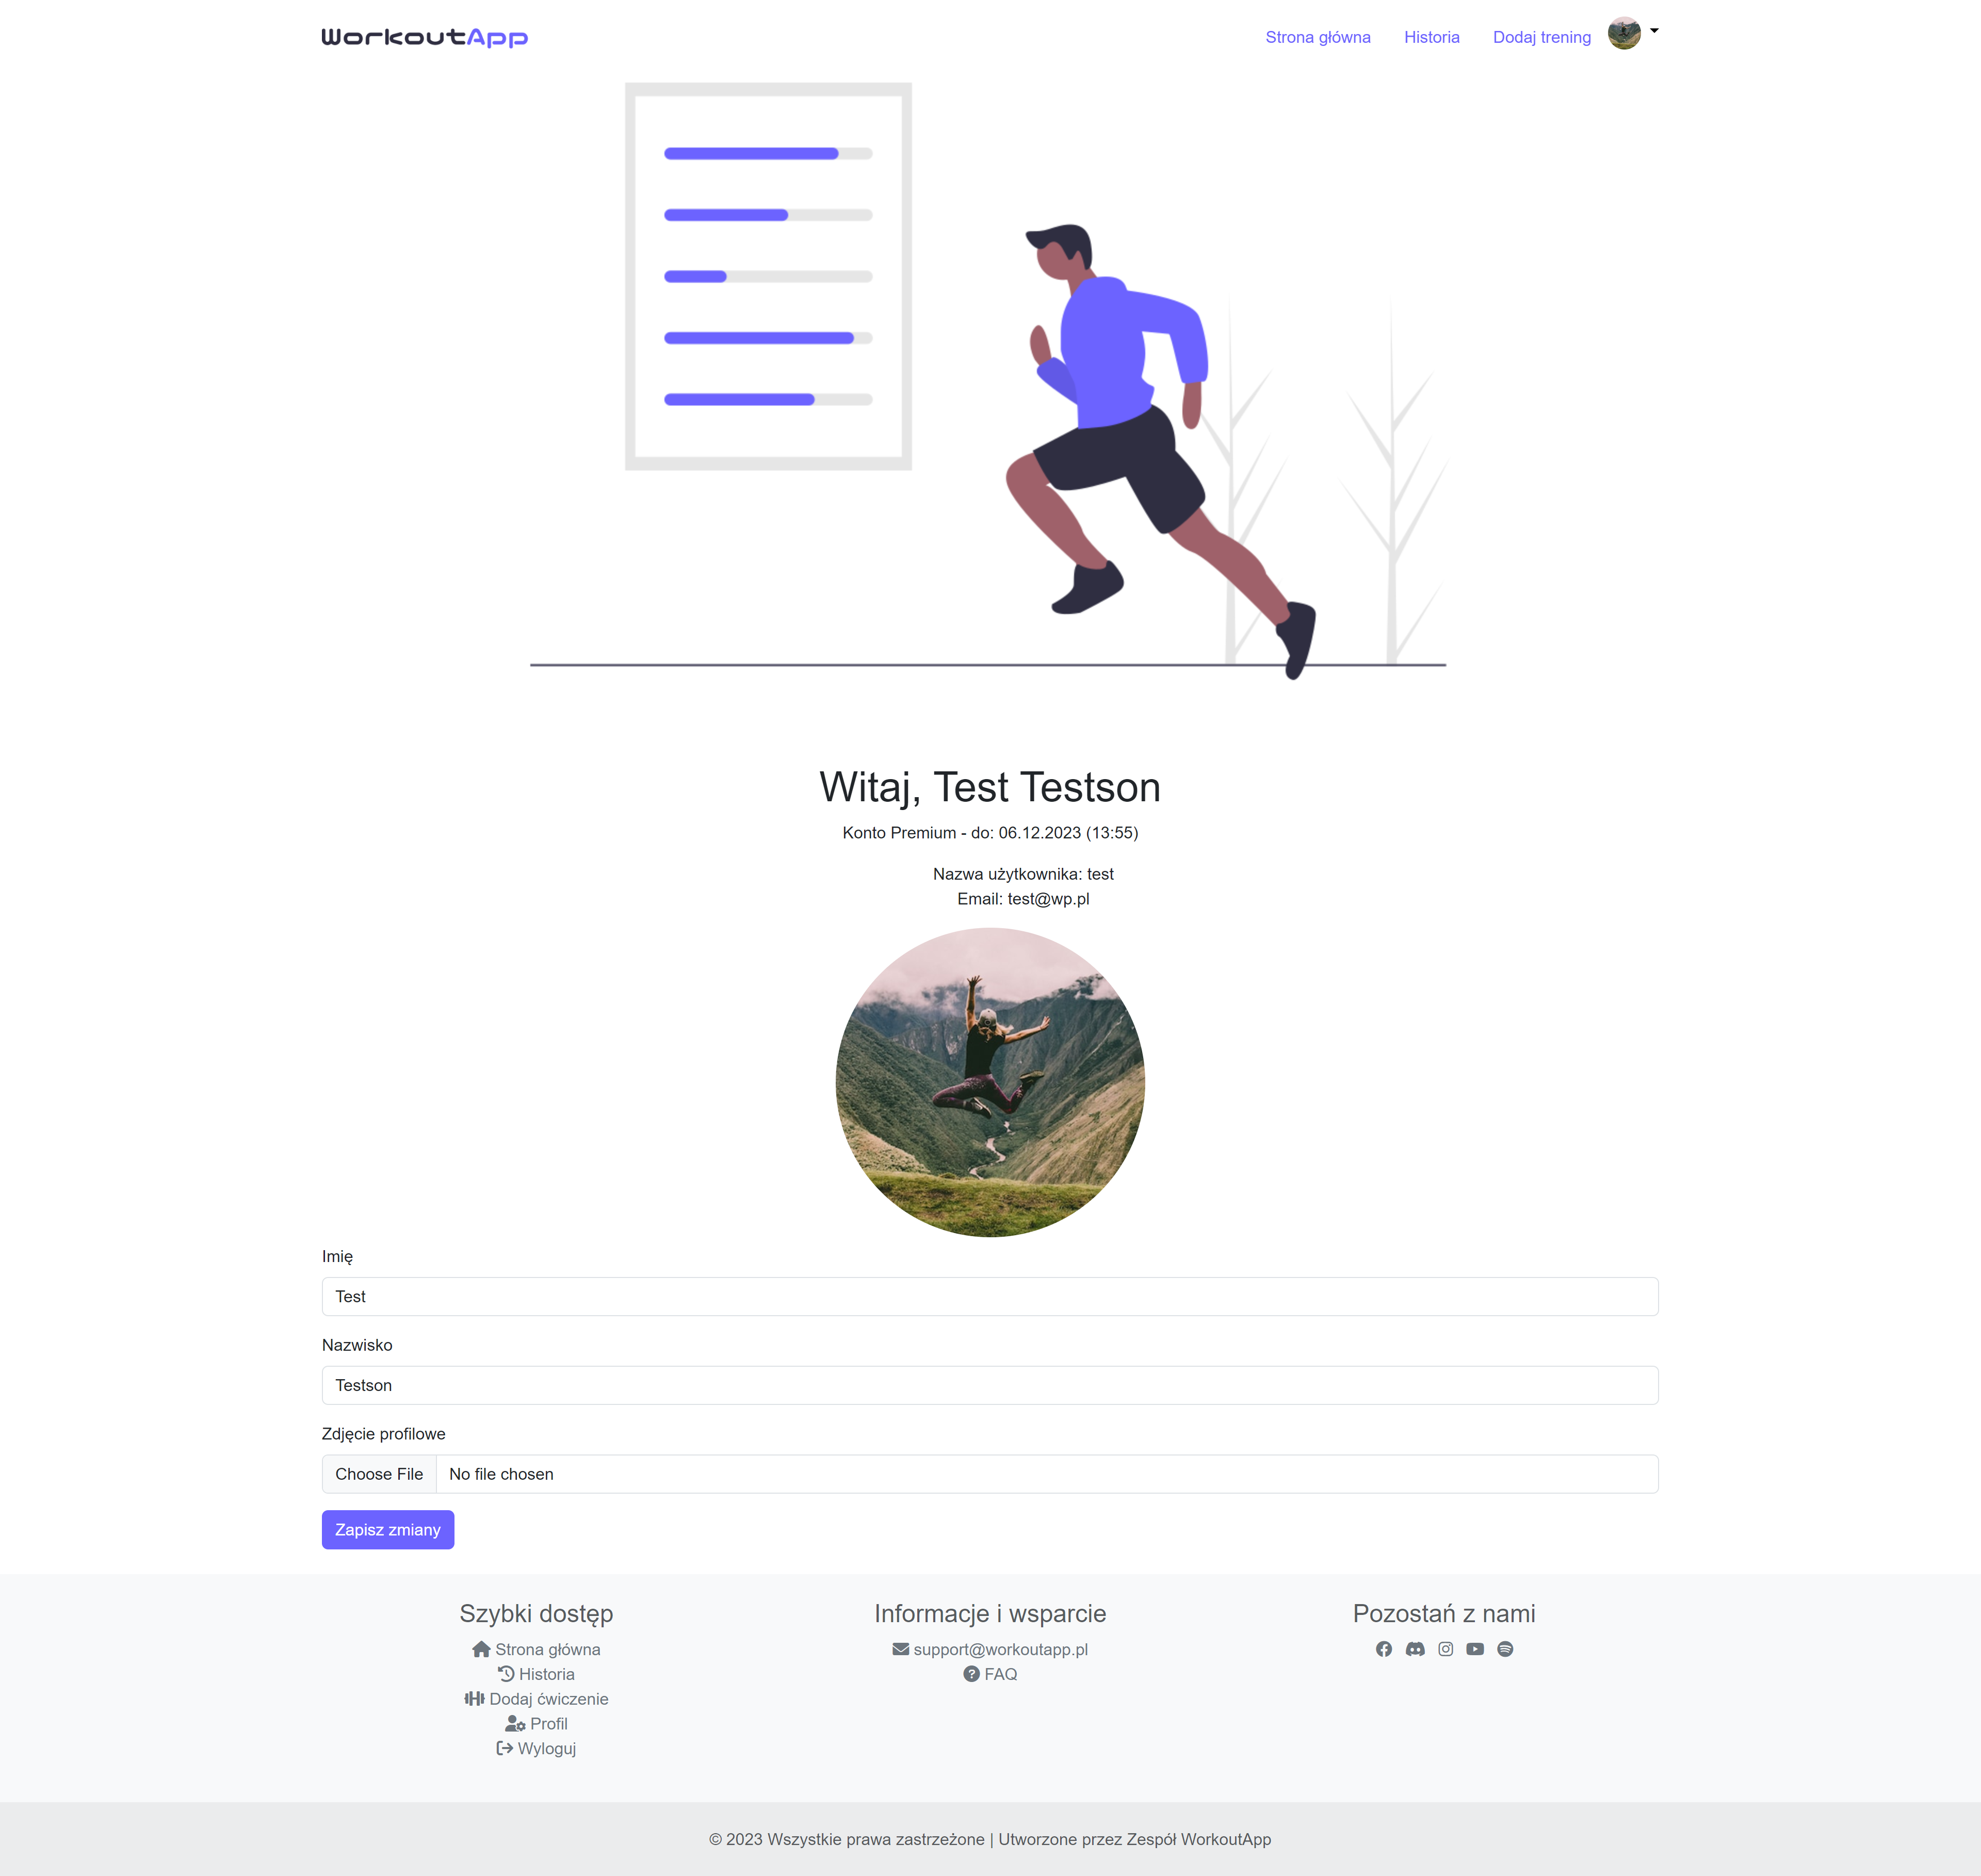 WorkoutApp
Strona główna Historia Dodaj trening
Witaj, Test Testson
Konto Premium - do: 06.12.2023 (13:55)
Nazwa użytkownika: test
Email: test@wp.pl
Imię
Test
Nazwisko
Testson
Zdjęcie profilowe
Choose File No file chosen
Zapisz zmiany
Szybki dostęp
Strona główna
Historia
Dodaj ćwiczenie
Profil
Wyloguj
Informacje i wsparcie
support@workoutapp.pl
FAQ
Pozostań z nami
© 2023 Wszystkie prawa zastrzeżone | Utworzone przez Zespół WorkoutApp